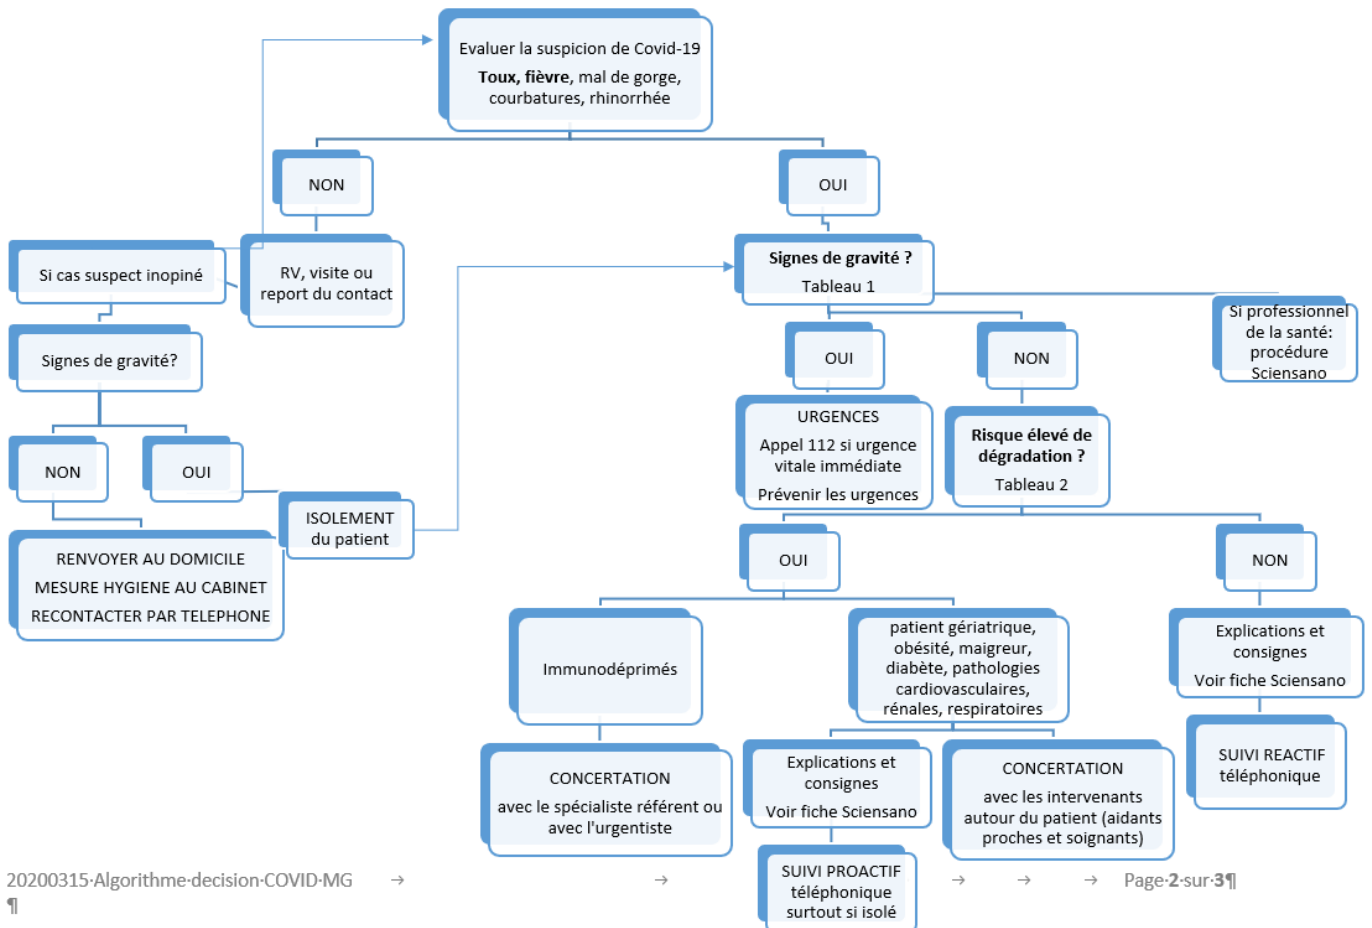 Evaluer la suspicion de Covid-19
Toux, fièvre, mal de gorge,
courbatures, rhinorrhée
NON
OUI
Si cas suspect inopiné
RV, visite ou
report du contact
Signes de gravité ?
Tableau 1
Si professionnel
de la santé:
procédure
Sciensano
Signes de gravité?
OUI
NON
URGENCES
Appel 112 si urgence
vitale immédiate
Prévenir les urgences
Risque élevé de
dégradation ?
Tableau 2
NON
OUI
ISOLEMENT
du patient
RENVOYER AU DOMICILE
MESURE HYGIENE AU CABINET
RECONTACTER PAR TELEPHONE
OUI
NON
Immunodéprimés
patient gériatrique,
obésité, maigreur,
diabète, pathologies
cardiovasculaires,
rénales, respiratoires
Explications et
consignes
Voir fiche Sciensano
CONCERTATION
avec le spécialiste référent ou
avec l'urgentiste
Explications et
consignes
Voir fiche Sciensano
CONCERTATION
avec les intervenants
autour du patient (aidants
proches et soignants)
SUIVI REACTIF
téléphonique
SUIVI PROACTIF
téléphonique
surtout si isolé
20200315·Algorithme·decision·COVID·MG → → → → → Page·2·sur·3¶
¶